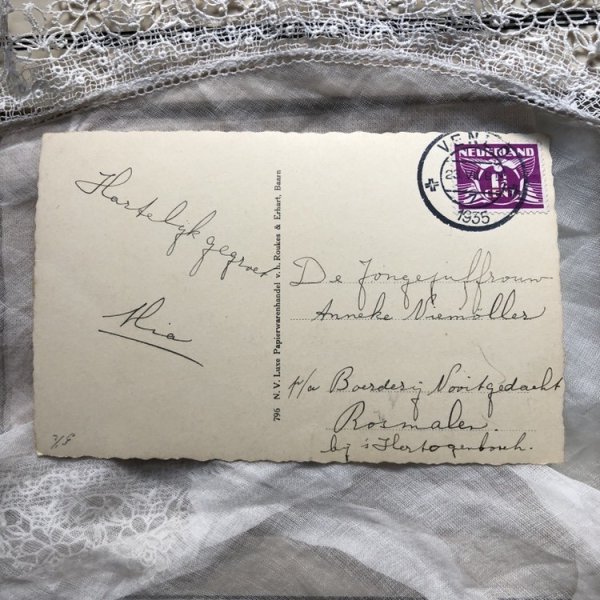 Hartelijk gegroet
Mia
796 N. V. Luxe Papierwarenhandel v.h. Roukes & Erhart, Baarn
NEDERLAND
1935
De Jongejuffrouw
Anneke Niemöller
p/a Boerderij Nooitgedacht
Rosmalen.
bij 's Hertogenbosch.